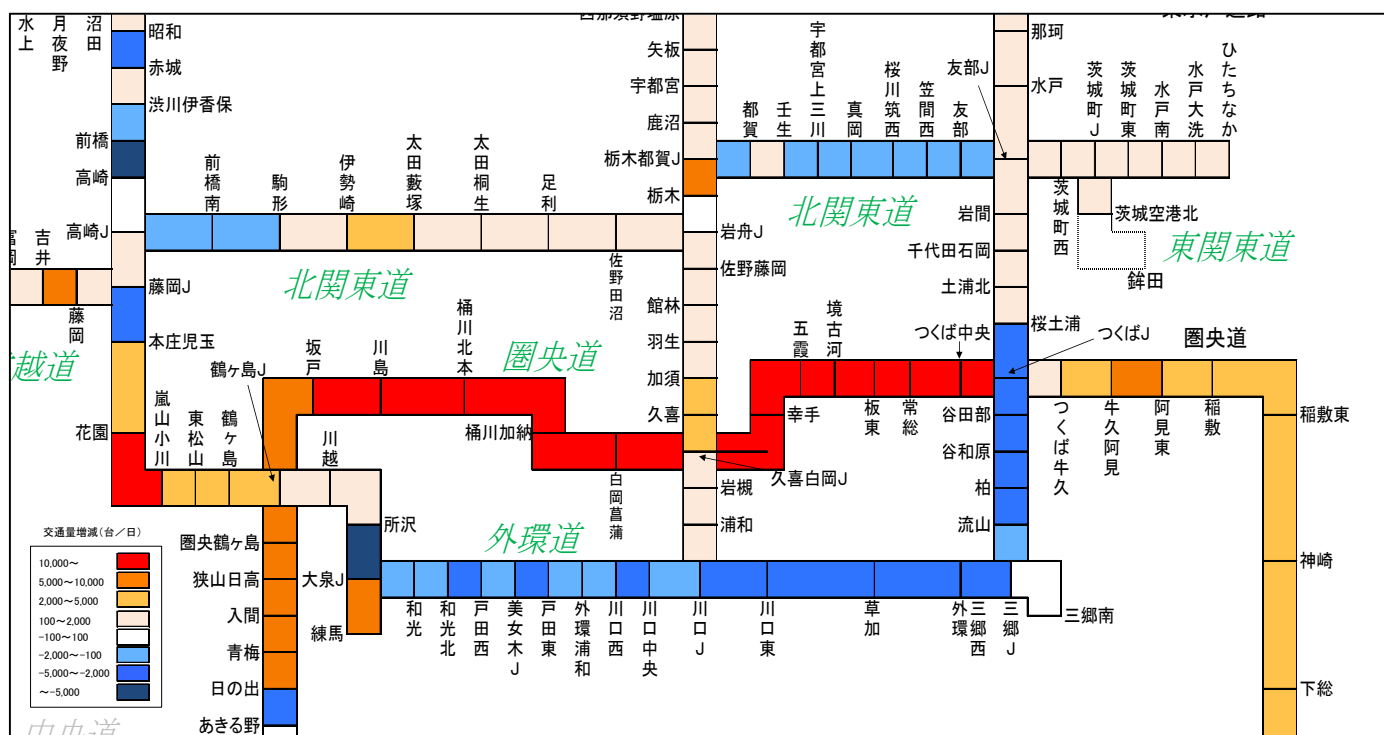 水上
月夜野
沼田
昭和
赤城
渋川伊香保
前橋
高崎
高崎J
吉井
藤岡
藤岡J
本庄児玉
花園
前橋南
駒形
伊勢崎
太田藪塚
太田桐生
足利
佐野田沼
北関東道
矢板
宇都宮
鹿沼
栃木都賀J
栃木
岩舟J
佐野藤岡
館林
羽生
加須
久喜
久喜白岡J
岩槻
浦和
都賀
壬生
宇都宮上三川
真岡
桜川筑西
笠間西
友部
友部J
北関東道
那珂
水戸
岩間
千代田石岡
土浦北
桜土浦
つくばJ
谷田部
谷和原
柏
流山
茨城町J
茨城町東
水戸南
水戸大洗
ひたちなか
茨城町西
茨城空港北
鉾田
東関東道
圏央道
つくば牛久
牛久阿見
阿見東
稲敷
稲敷東
神崎
下総
嵐山小川
東松山
鶴ヶ島
鶴ヶ島J
川越
所沢
大泉J
練馬
坂戸
川島
桶川北本
桶川加納
白岡菖蒲
圏央道
幸手
五霞
境古河
板東
常総
つくば中央
圏央鶴ヶ島
狭山日高
入間
青梅
日の出
あきる野
外環道
和光
和光北
戸田西
美女木J
戸田東
外環浦和
川口西
川口中央
川口J
川口東
草加
外環
三郷西
三郷J
三郷南
交通量増減(台/日)
10,000~
5,000~10,000
2,000~5,000
100~2,000
-100~100
-2,000~-100
-5,000~-2,000
~-5,000